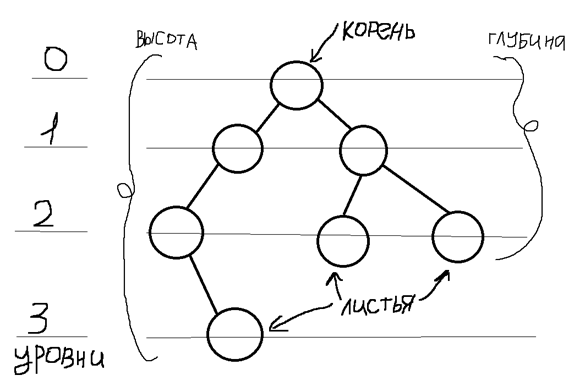 ВЫСОТА
КОРЕНЬ
ГЛУБИНА
0
1
2
ЛИСТЬЯ
3
УРОВНИ